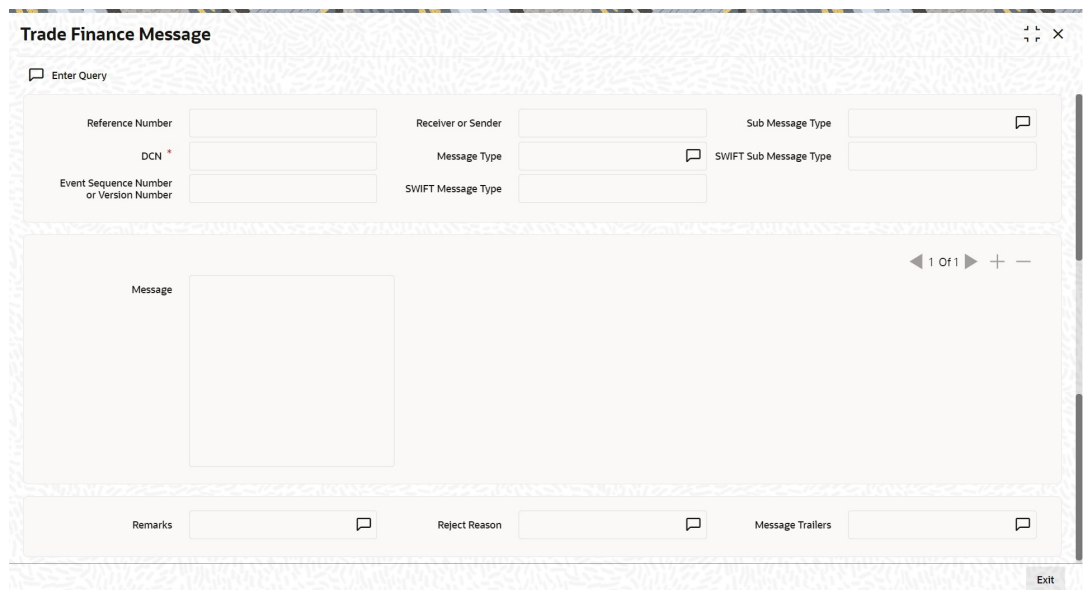 Trade Finance Message
Enter Query
Reference Number
Receiver or Sender
Sub Message Type
DCN *
Message Type
SWIFT Sub Message Type
Event Sequence Number
or Version Number
SWIFT Message Type
1 Of 1
Message
Remarks
Reject Reason
Message Trailers
Exit